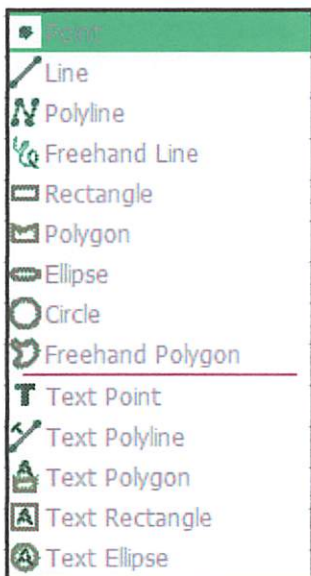 Point
Line
Polyline
Freehand Line
Rectangle
Polygon
Ellipse
Circle
Freehand Polygon
Text Point
Text Polyline
Text Polygon
Text Rectangle
Text Ellipse